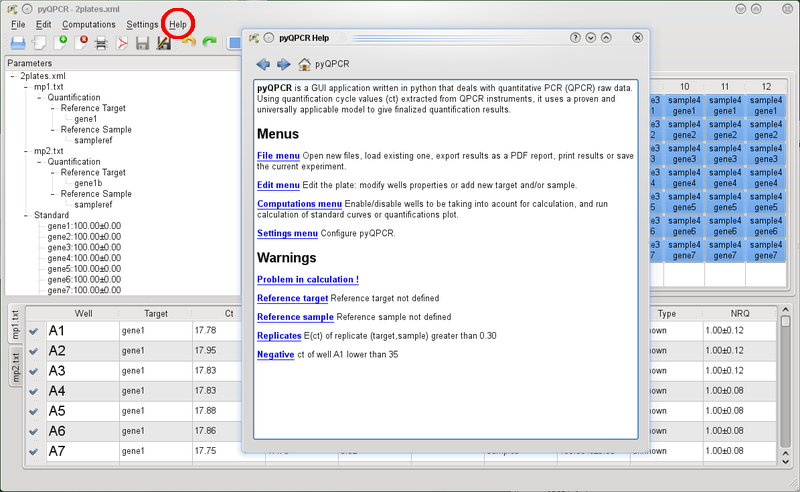 pyQPCR - 2plates.xml
File Edit Computations Settings Help
Parameters
2plates.xml
mp1.txt
Quantification
Reference Target
gene1
Reference Sample
sampleref
mp2.txt
Quantification
Reference Target
gene1b
Reference Sample
sampleref
Standard
gene1:100.00±0.00
gene2:100.00±0.00
gene3:100.00±0.00
gene4:100.00±0.00
gene5:100.00±0.00
gene6:100.00±0.00
gene7:100.00±0.00
pyQPCR Help
pyQPCR
pyQPCR is a GUI application written in python that deals with quantitative PCR (QPCR) raw data.
Using quantification cycle values (ct) extracted from QPCR instruments, it uses a proven and
universally applicable model to give finalized quantification results.
Menus
File menu Open new files, load existing one, export results as a PDF report, print results or save
the current experiment.
Edit menu Edit the plate: modify wells properties or add new target and/or sample.
Computations menu Enable/disable wells to be taking into acount for calculation, and run
calculation of standard curves or quantifications plot.
Settings menu Configure pyQPCR.
Warnings
Problem in calculation !
Reference target Reference target not defined
Reference sample Reference sample not defined
Replicates E(ct) of replicate (target,sample) greater than 0.30
Negative ct of well A1 lower than 35
10 11 12
sample4 sample4 sample4
gene1 gene1 gene1
sample4 sample4 sample4
gene2 gene2 gene2
sample4 sample4 sample4
gene3 gene3 gene3
sample4 sample4 sample4
gene4 gene4 gene4
sample4 sample4 sample4
gene5 gene5 gene5
sample4 sample4 sample4
gene6 gene6 gene6
sample4 sample4 sample4
gene7 gene7 gene7
mp1.txt
mp2.txt
Well Target Ct Type NRQ
A1 gene1 17.78 1.00±0.12
A2 gene1 17.95 1.00±0.12
A3 gene1 17.83 1.00±0.12
A4 gene1 17.83 1.00±0.08
A5 gene1 17.88 1.00±0.08
A6 gene1 17.86 1.00±0.08
A7 gene1 17.75 1.00±0.08